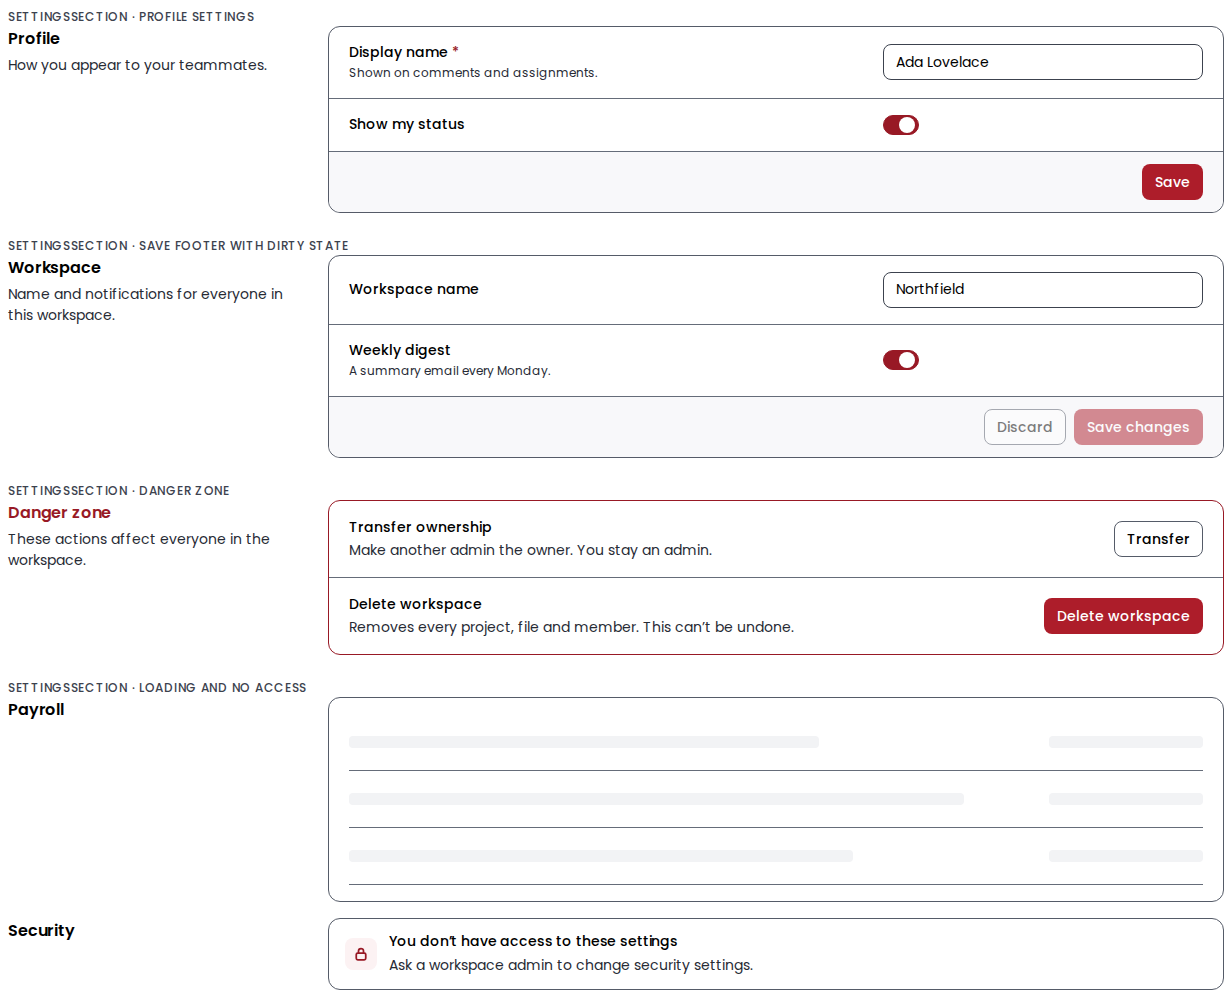 SETTINGSSECTION · PROFILE SETTINGS
Profile
How you appear to your teammates.
Display name *
Shown on comments and assignments.
Ada Lovelace
Show my status
Save
SETTINGSSECTION · SAVE FOOTER WITH DIRTY STATE
Workspace
Name and notifications for everyone in
this workspace.
Workspace name
Northfield
Weekly digest
A summary email every Monday.
Discard
Save changes
SETTINGSSECTION · DANGER ZONE
Danger zone
These actions affect everyone in the
workspace.
Transfer ownership
Make another admin the owner. You stay an admin.
Transfer
Delete workspace
Removes every project, file and member. This can’t be undone.
Delete workspace
SETTINGSSECTION · LOADING AND NO ACCESS
Payroll
Security
You don’t have access to these settings
Ask a workspace admin to change security settings.